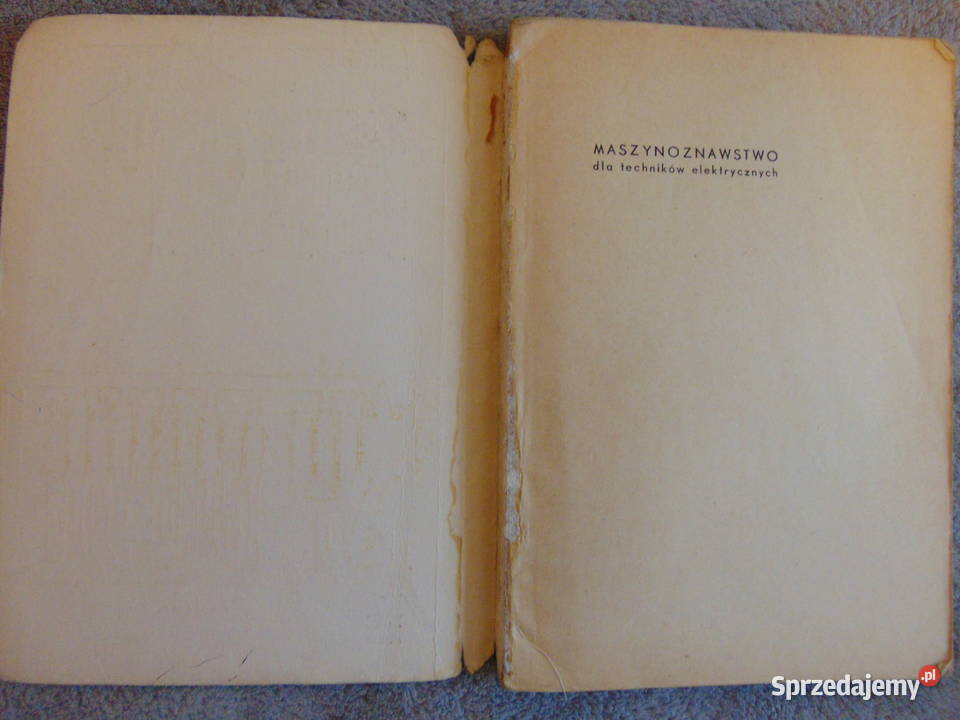 MASZYNOZNAWSTWO
dla techników elektrycznych
Sprzedajemy.pl